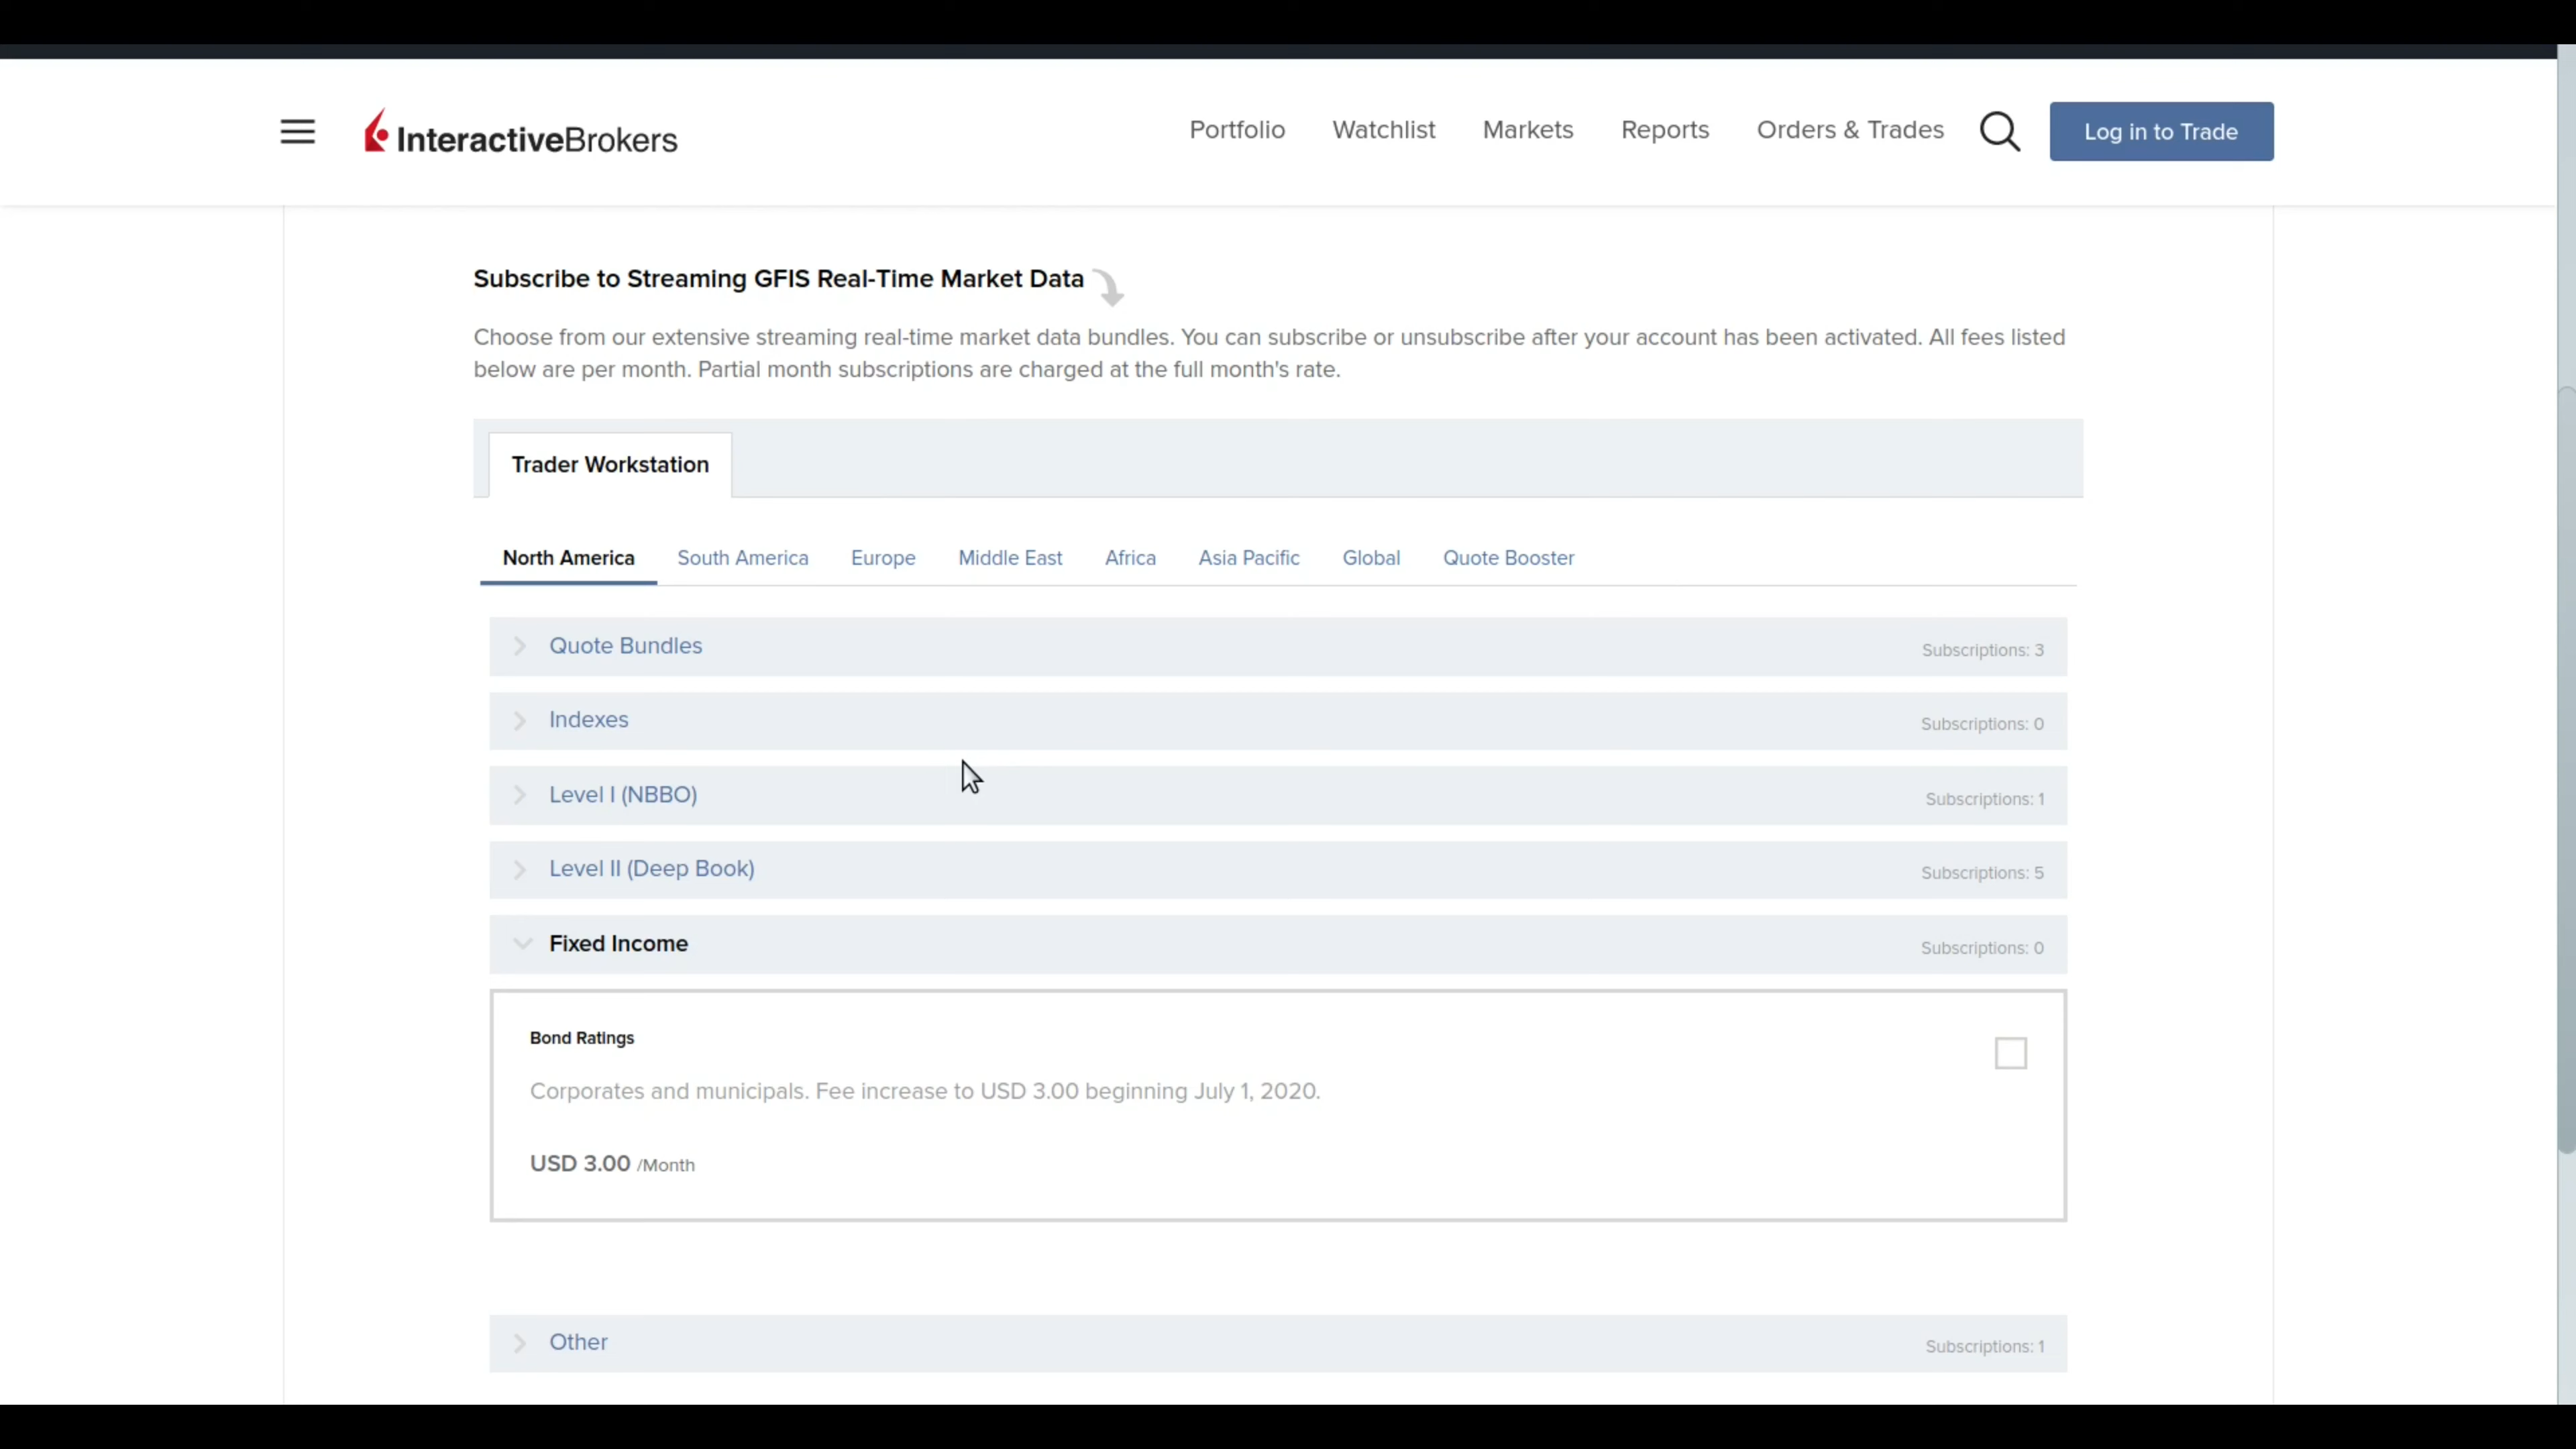 InteractiveBrokers
Portfolio Watchlist Markets Reports Orders & Trades Log in to Trade
Subscribe to Streaming GFIS Real-Time Market Data
Choose from our extensive streaming real-time market data bundles. You can subscribe or unsubscribe after your account has been activated. All fees listed
below are per month. Partial month subscriptions are charged at the full month's rate.
Trader Workstation
North America South America Europe Middle East Africa Asia Pacific Global Quote Booster
Quote Bundles Subscriptions: 3
Indexes Subscriptions: 0
Level I (NBBO) Subscriptions: 1
Level II (Deep Book) Subscriptions: 5
Fixed Income Subscriptions: 0
Bond Ratings
Corporates and municipals. Fee increase to USD 3.00 beginning July 1, 2020.
USD 3.00 /Month
Other Subscriptions: 1